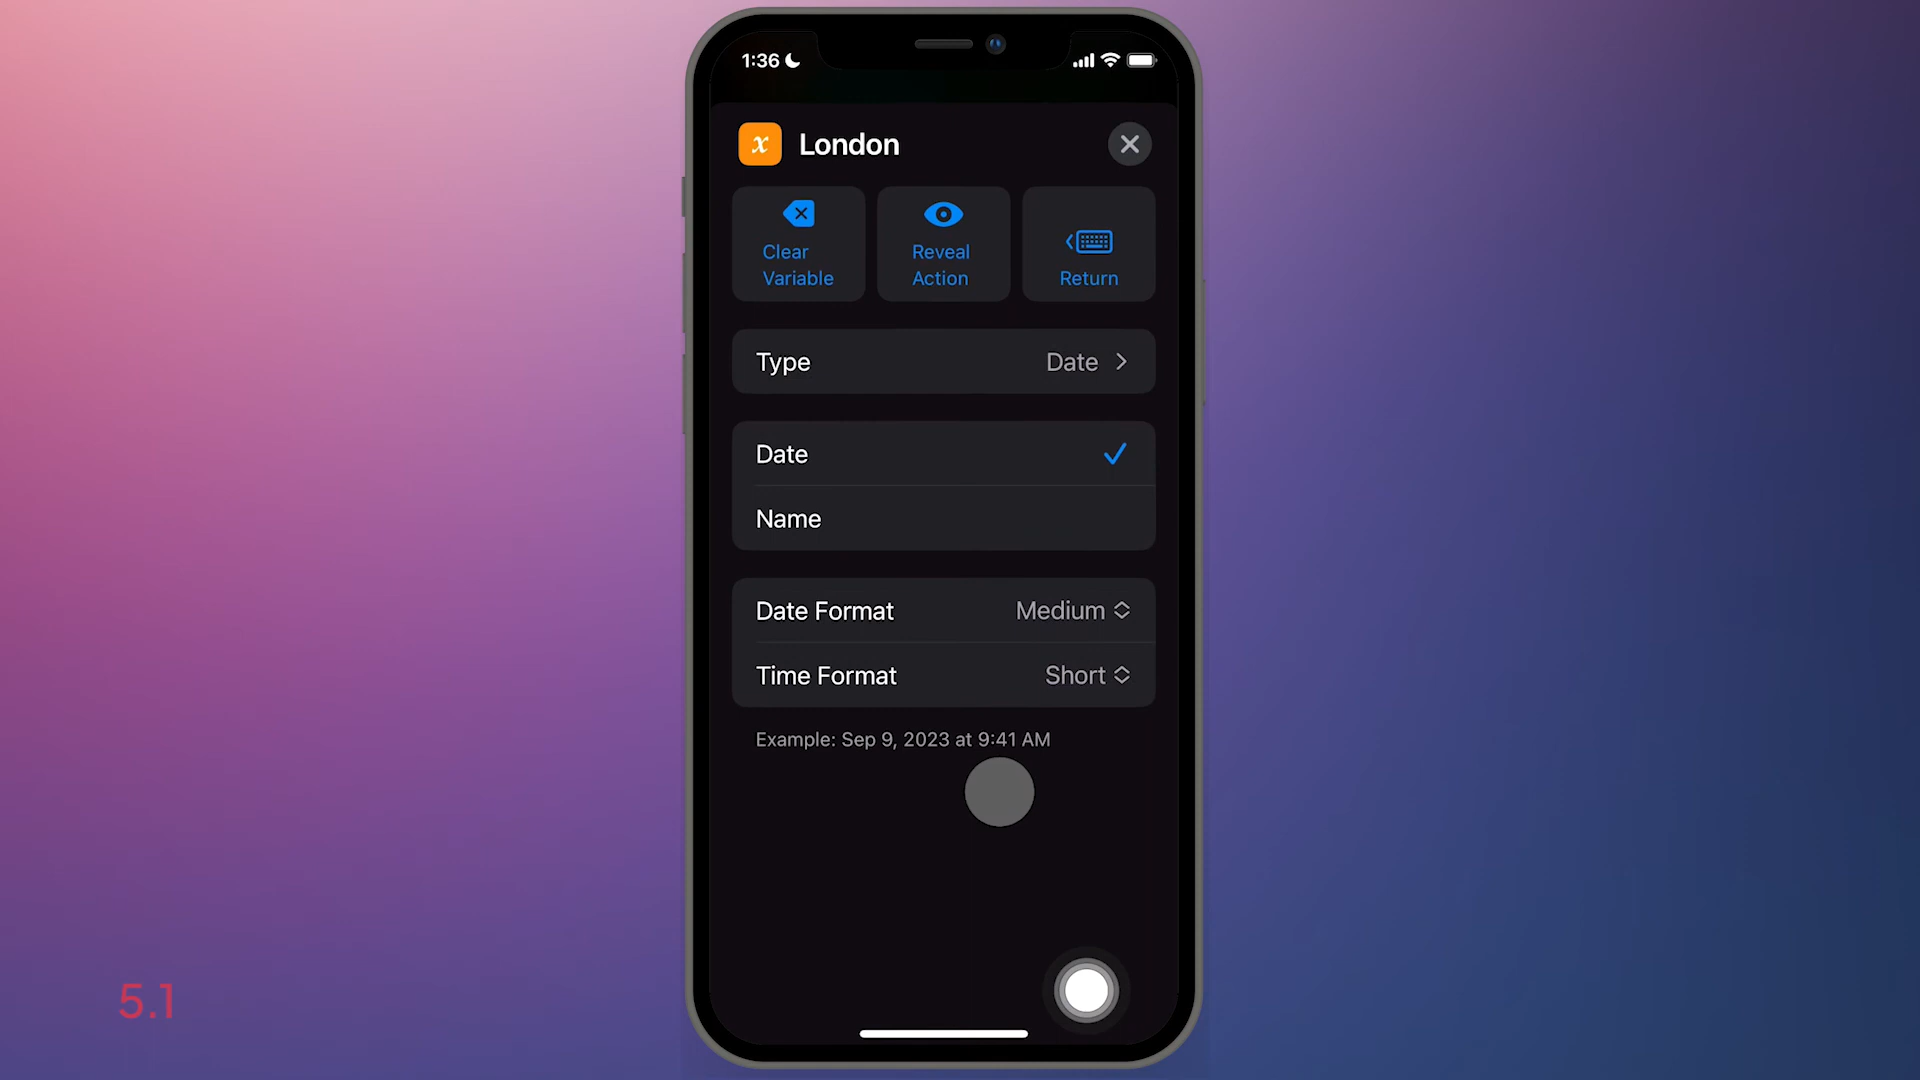 1:36
x London
Clear
Variable
Reveal
Action
Return
Type Date
Date
Name
Date Format Medium
Time Format Short
Example: Sep 9, 2023 at 9:41 AM
5.1